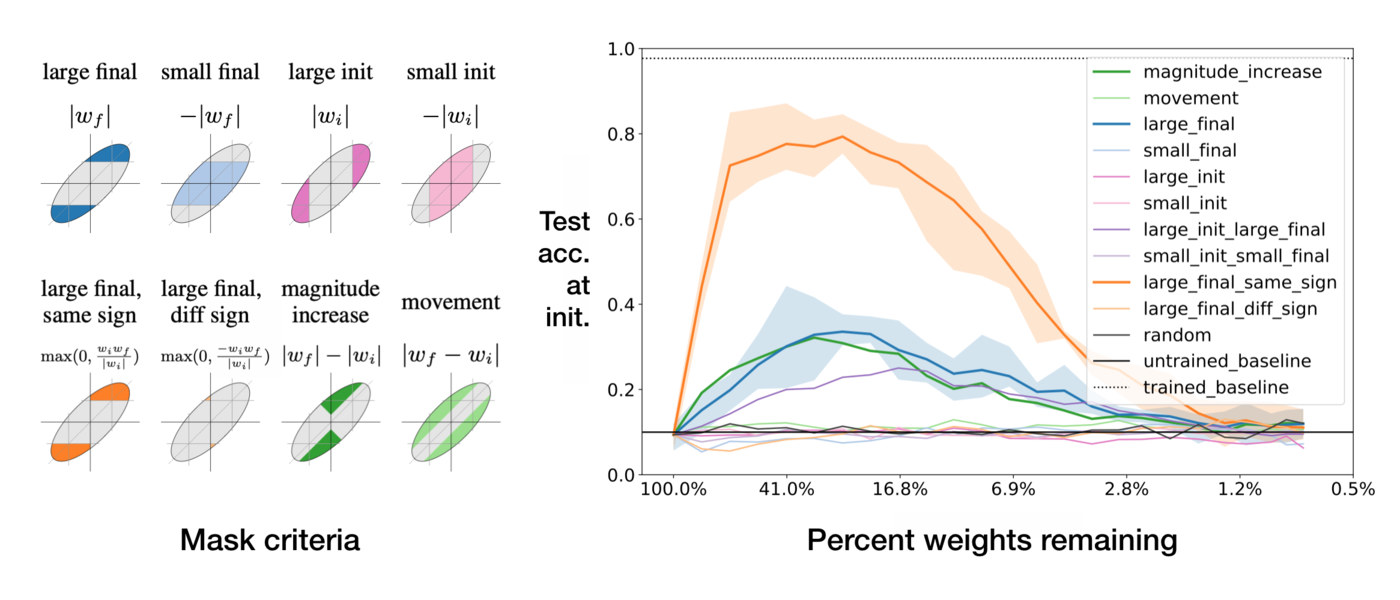 large final
small final
large init
small init
|w_f|
−|w_f|
|w_i|
−|w_i|
large final,
same sign
large final,
diff sign
magnitude
increase
movement
max(0, w_i w_f / |w_i|)
max(0, −w_i w_f / |w_i|)
|w_f| − |w_i|
|w_f − w_i|
Mask criteria
Test
acc.
at
init.
1.0
0.8
0.6
0.4
0.2
0.0
magnitude_increase
movement
large_final
small_final
large_init
small_init
large_init_large_final
small_init_small_final
large_final_same_sign
large_final_diff_sign
random
untrained_baseline
trained_baseline
100.0%
41.0%
16.8%
6.9%
2.8%
1.2%
0.5%
Percent weights remaining